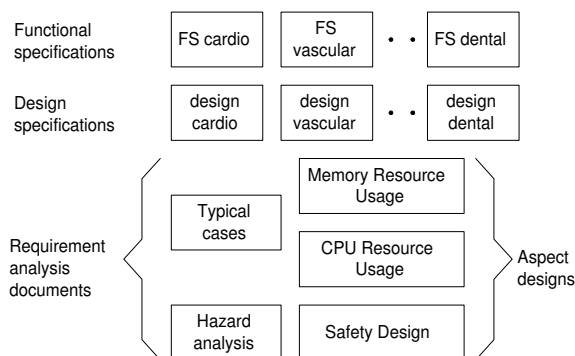 Functional
specifications
FS cardio
FS
vascular
FS dental
Design
specifications
design
cardio
design
vascular
design
dental
Requirement
analysis
documents
Typical
cases
Hazard
analysis
Memory Resource
Usage
CPU Resource
Usage
Safety Design
Aspect
designs